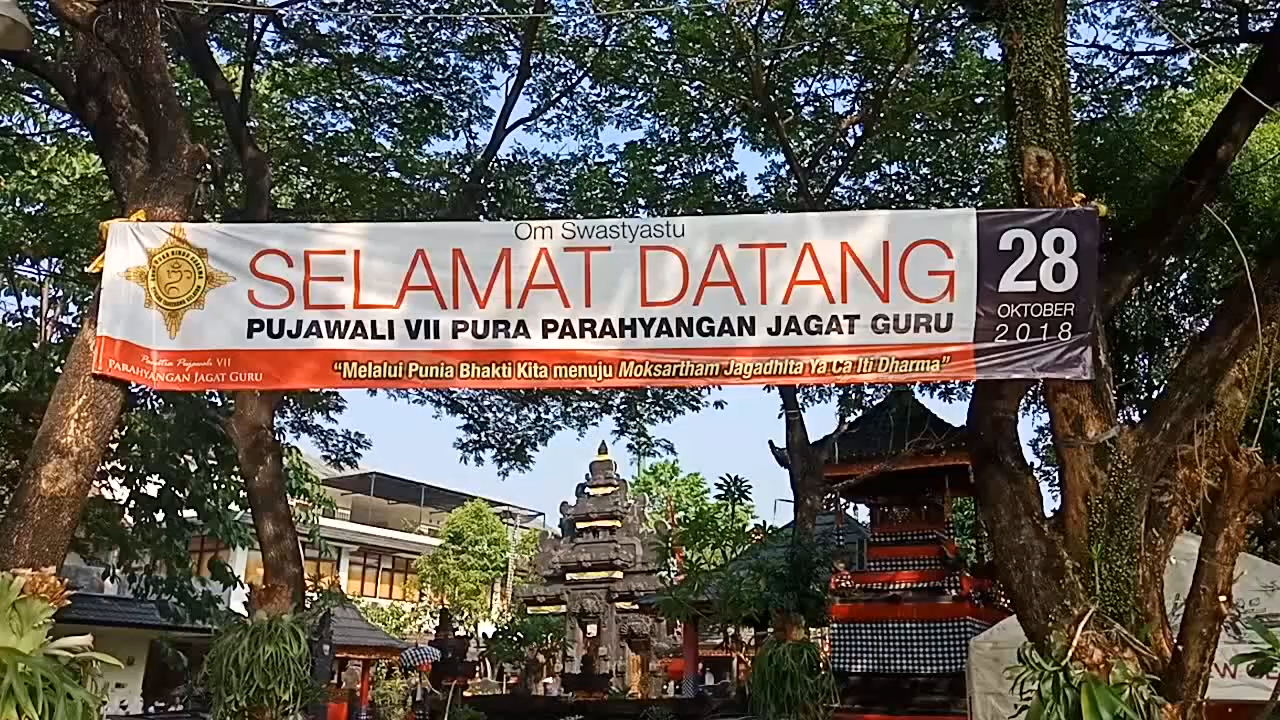 Om Swastyastu
SELAMAT DATANG
PUJAWALI VII PURA PARAHYANGAN JAGAT GURU
"Melalui Punia Bhakti Kita menuju Moksartham Jagadhita Ya Ca Iti Dharma"
Panitia Pujawali VII
PARAHYANGAN JAGAT GURU
28
OKTOBER
2018